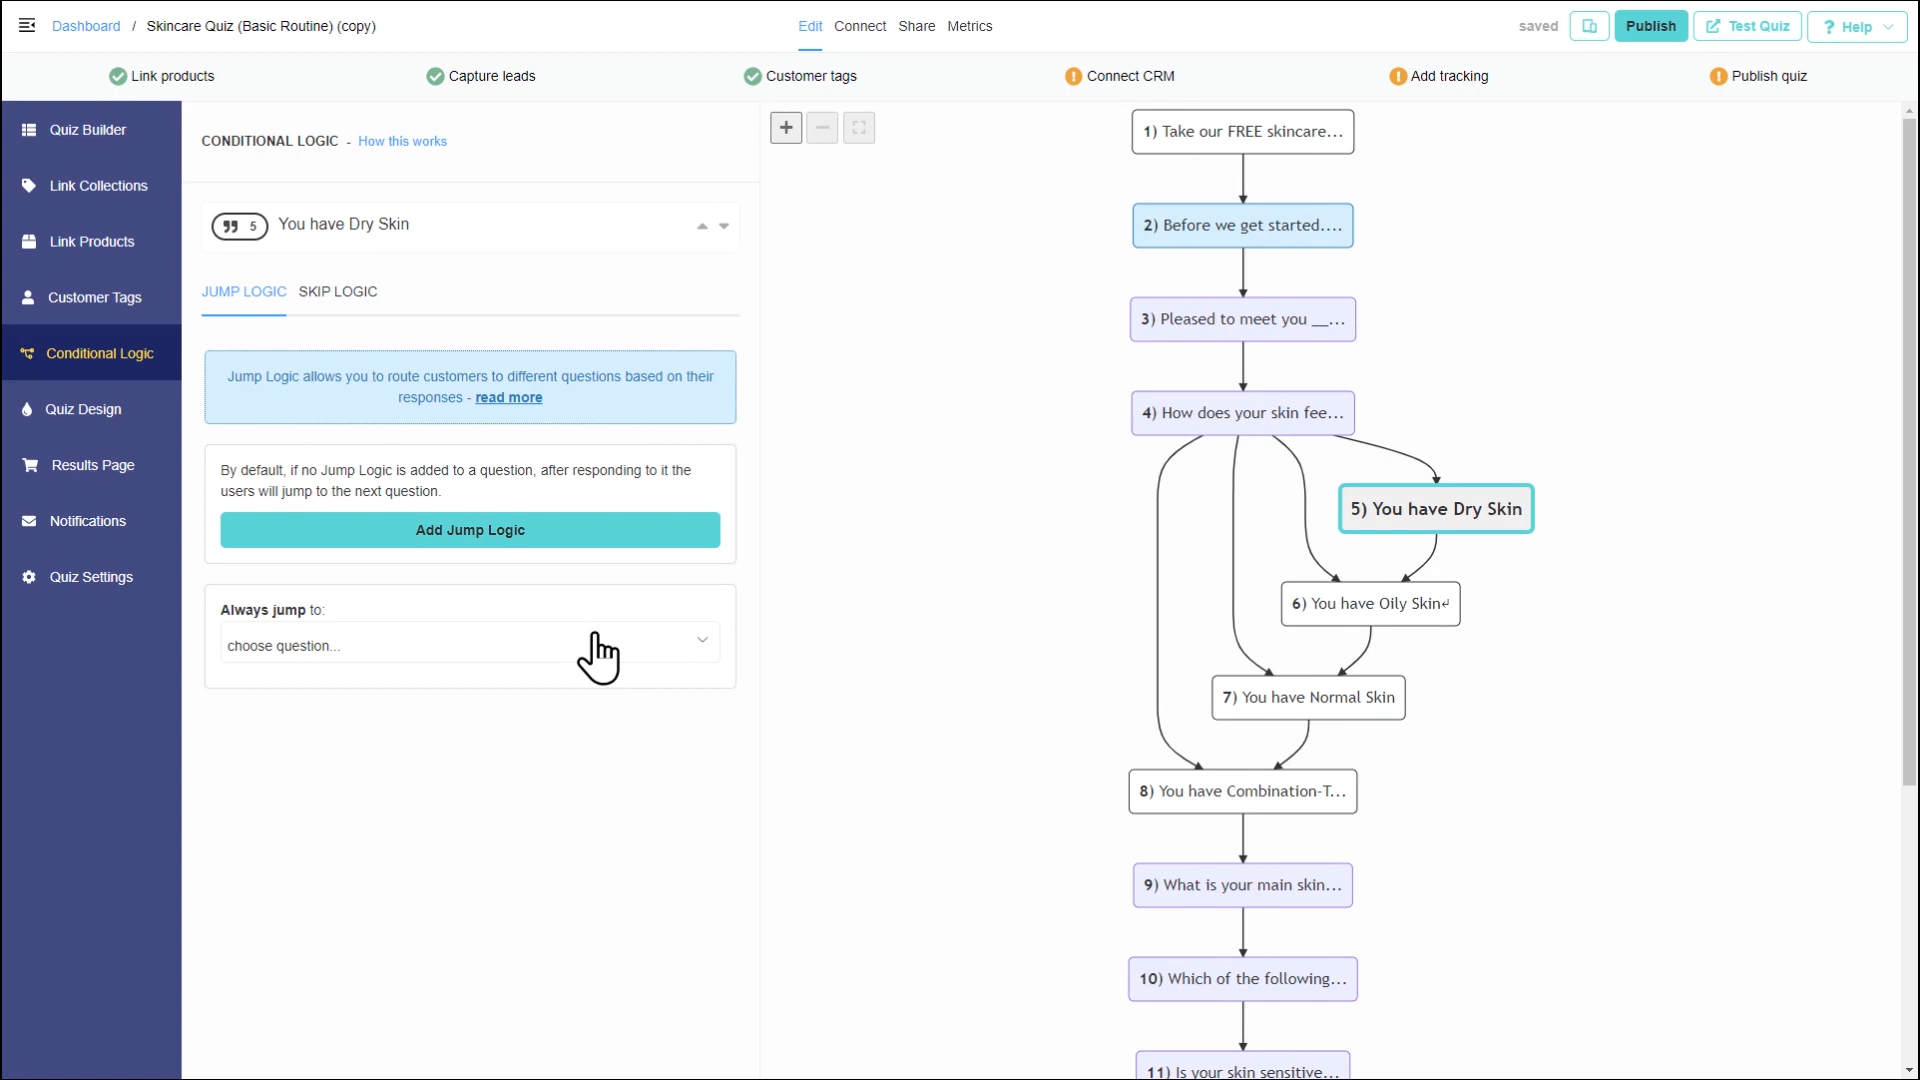 Dashboard / Skincare Quiz (Basic Routine) (copy)
Edit Connect Share Metrics
saved Publish Test Quiz ? Help
Link products
Capture leads
Customer tags
! Connect CRM
! Add tracking
! Publish quiz
Quiz Builder
Link Collections
Link Products
Customer Tags
Conditional Logic
Quiz Design
Results Page
Notifications
Quiz Settings
CONDITIONAL LOGIC - How this works
5 You have Dry Skin
JUMP LOGIC SKIP LOGIC
Jump Logic allows you to route customers to different questions based on their
responses - read more
By default, if no Jump Logic is added to a question, after responding to it the
users will jump to the next question.
Add Jump Logic
Always jump to:
choose question...
1) Take our FREE skincare...
2) Before we get started....
3) Pleased to meet you __...
4) How does your skin fee...
5) You have Dry Skin
6) You have Oily Skin↵
7) You have Normal Skin
8) You have Combination-T...
9) What is your main skin...
10) Which of the following...
11) Is your skin sensitive...